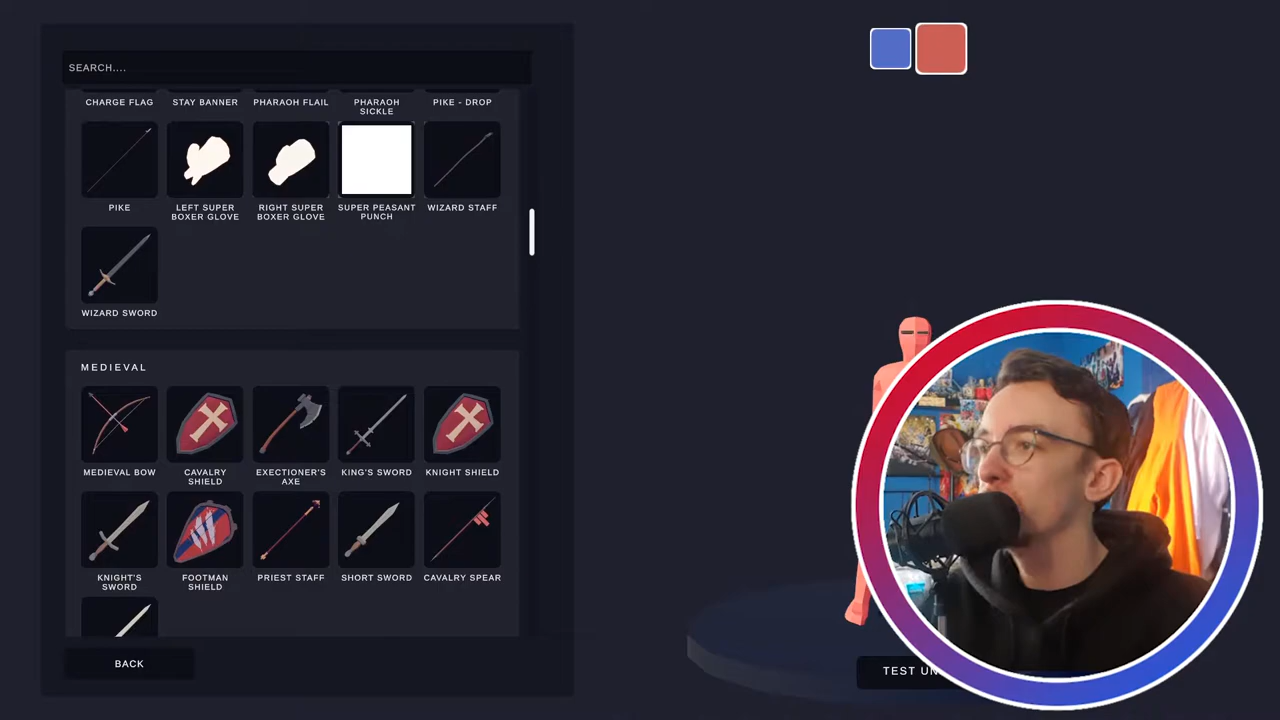 SEARCH....
CHARGE FLAG
STAY BANNER
PHARAOH FLAIL
PHARAOH
SICKLE
PIKE - DROP
PIKE
LEFT SUPER
BOXER GLOVE
RIGHT SUPER
BOXER GLOVE
SUPER PEASANT
PUNCH
WIZARD STAFF
WIZARD SWORD
MEDIEVAL
MEDIEVAL BOW
CAVALRY
SHIELD
EXECTIONER'S
AXE
KING'S SWORD
KNIGHT SHIELD
KNIGHT'S
SWORD
FOOTMAN
SHIELD
PRIEST STAFF
SHORT SWORD
CAVALRY SPEAR
BACK
TEST UN